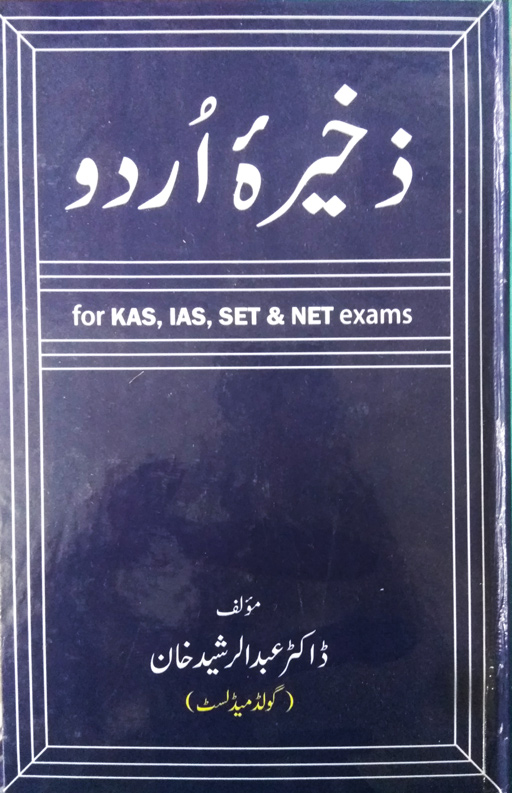 ذخیرۂ اُردو
for KAS, IAS, SET & NET exams
مؤلف
ڈاکٹر عبدالرشید خان
(گولڈ میڈلسٹ)